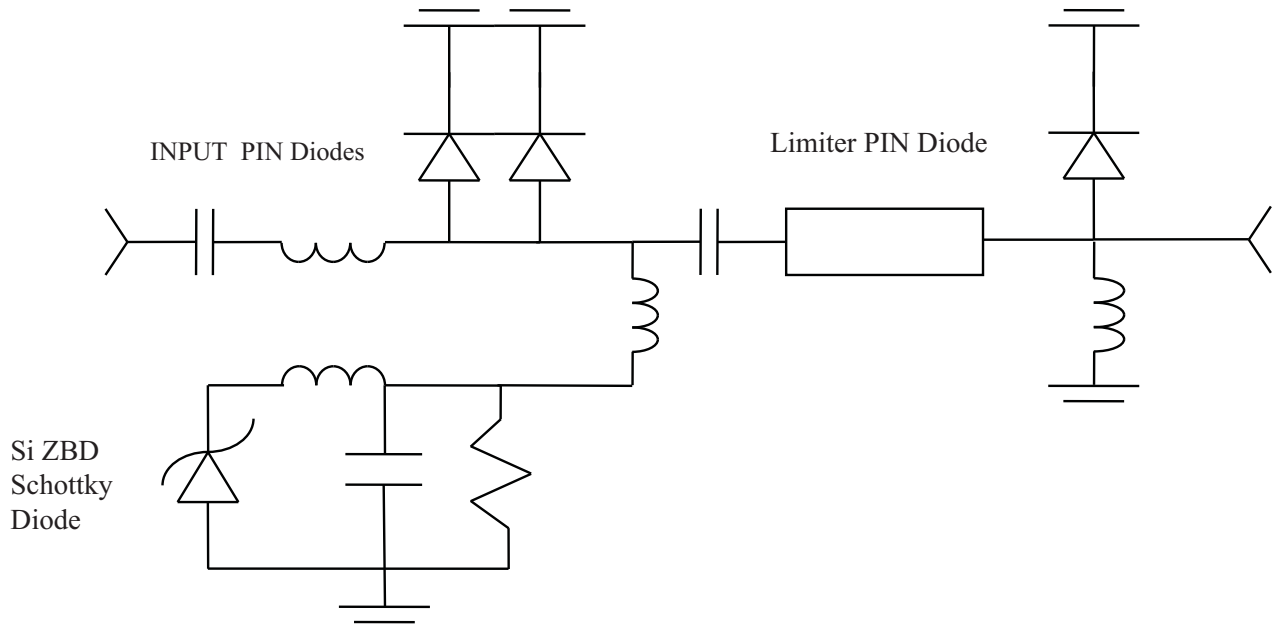 INPUT PIN Diodes
Limiter PIN Diode
Si ZBD
Schottky
Diode